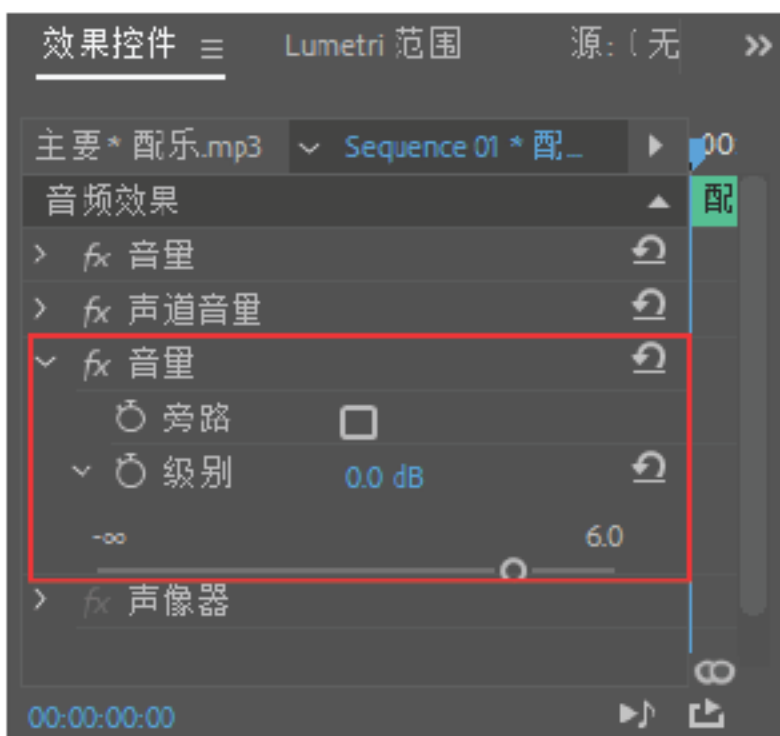 效果控件 Lumetri 范围 源:（无
主要* 配乐.mp3 Sequence 01 * 配... 00
音频效果 配
fx 音量
fx 声道音量
fx 音量
旁路
级别 0.0 dB
-∞ 6.0
fx 声像器
00:00:00:00